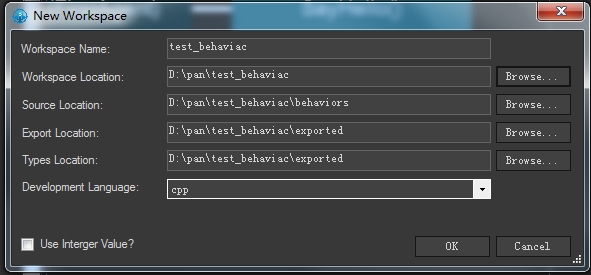 New Workspace
Workspace Name: test_behaviac
Workspace Location: D:\pan\test_behaviac Browse...
Source Location: D:\pan\test_behaviac\behaviors Browse...
Export Location: D:\pan\test_behaviac\exported Browse...
Types Location: D:\pan\test_behaviac\exported Browse...
Development Language: cpp
Use Interger Value? OK Cancel